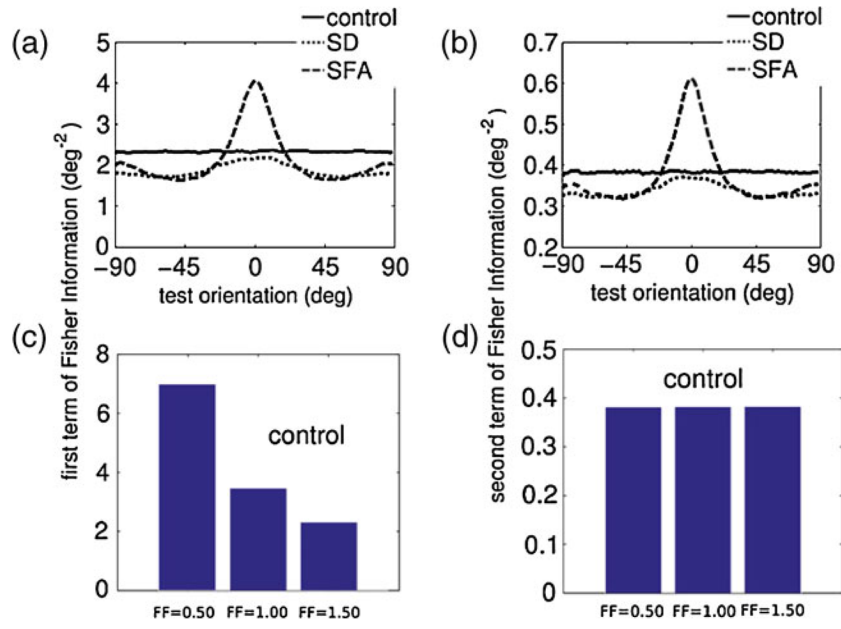 (a)
control
SD
SFA
5
4
3
2
1
0
−90
−45
0
45
90
test orientation (deg)
first term of Fisher Information (deg⁻²)
(b)
control
SD
SFA
0.7
0.6
0.5
0.4
0.3
0.2
−90
−45
0
45
90
test orientation (deg)
second term of Fisher Information (deg⁻²)
(c)
8
6
4
2
0
control
FF=0.50 FF=1.00 FF=1.50
(d)
0.5
0.4
0.3
0.2
0.1
0
control
FF=0.50 FF=1.00 FF=1.50